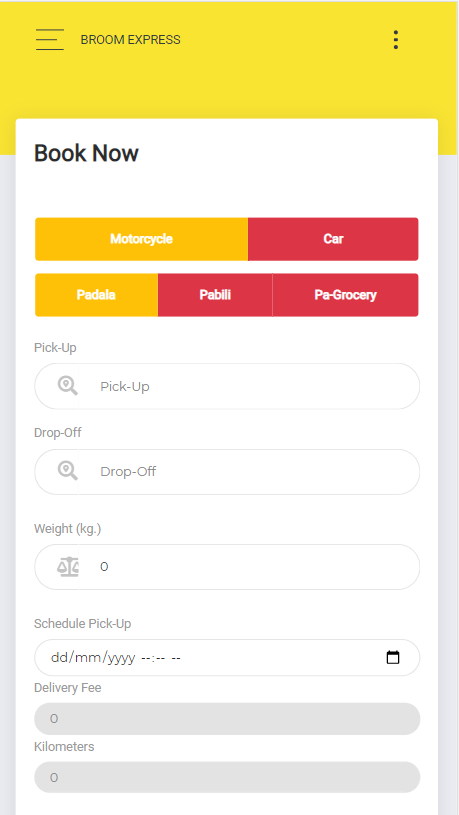 BROOM EXPRESS
Book Now
Motorcycle Car
Padala Pabili Pa-Grocery
Pick-Up
Pick-Up
Drop-Off
Drop-Off
Weight (kg.)
0
Schedule Pick-Up
dd/mm/yyyy --:-- --
Delivery Fee
0
Kilometers
0